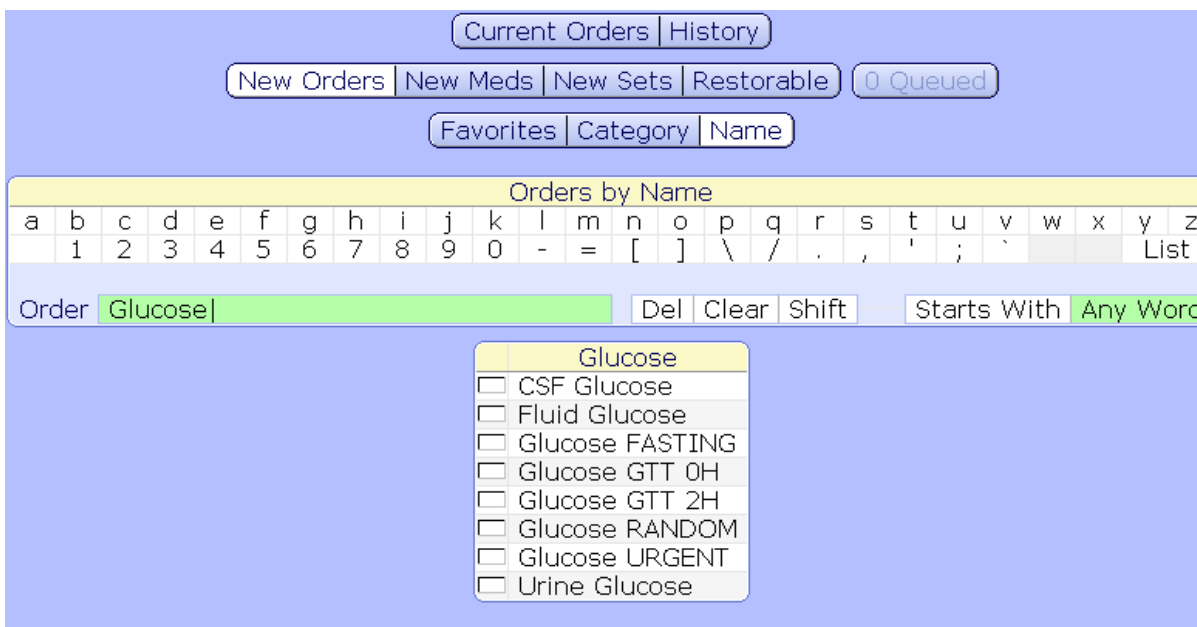 Current Orders History
New Orders New Meds New Sets Restorable 0 Queued
Favorites Category Name
Orders by Name
a b c d e f g h i j k l m n o p q r s t u v w x y z
1 2 3 4 5 6 7 8 9 0 - = [ ] \ / . , ' ; ` List
Order Glucose Del Clear Shift Starts With Any Word
Glucose
CSF Glucose
Fluid Glucose
Glucose FASTING
Glucose GTT 0H
Glucose GTT 2H
Glucose RANDOM
Glucose URGENT
Urine Glucose